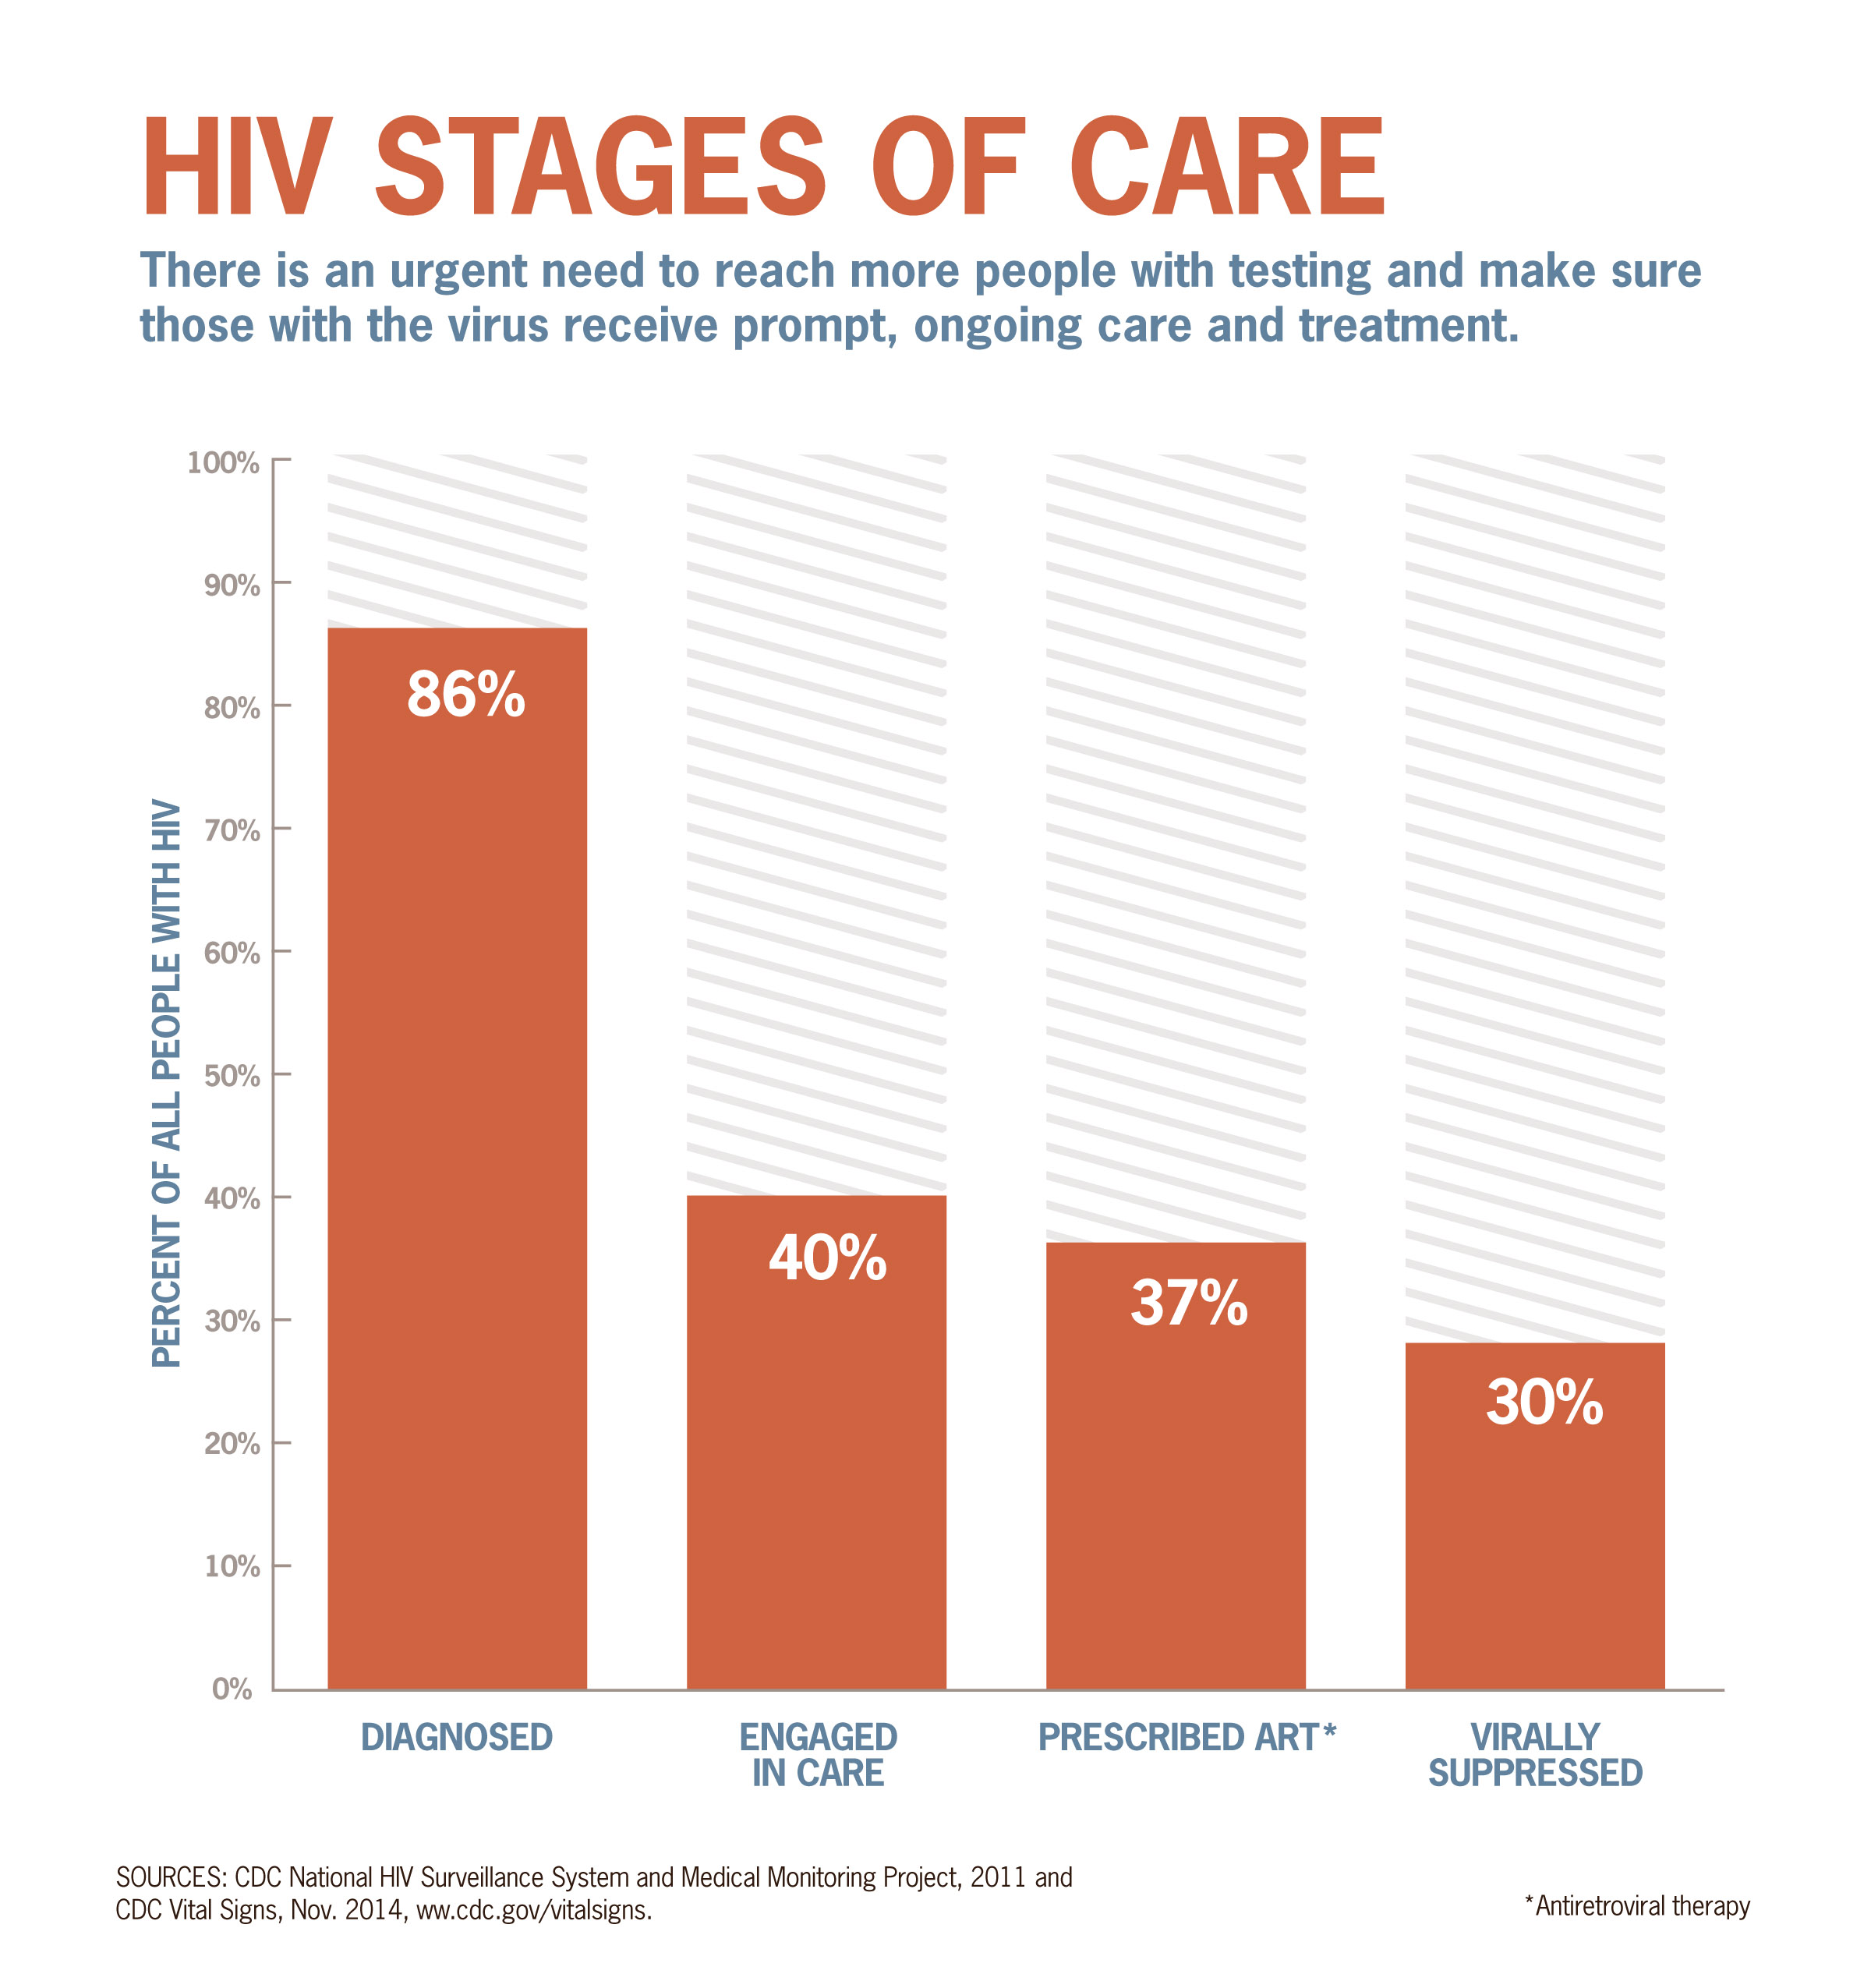 HIV STAGES OF CARE
There is an urgent need to reach more people with testing and make sure
those with the virus receive prompt, ongoing care and treatment.
PERCENT OF ALL PEOPLE WITH HIV
100%
90%
80%
70%
60%
50%
40%
30%
20%
10%
0%
86%
40%
37%
30%
DIAGNOSED
ENGAGED
IN CARE
PRESCRIBED ART*
VIRALLY
SUPPRESSED
SOURCES: CDC National HIV Surveillance System and Medical Monitoring Project, 2011 and
CDC Vital Signs, Nov. 2014, ww.cdc.gov/vitalsigns.
*Antiretroviral therapy